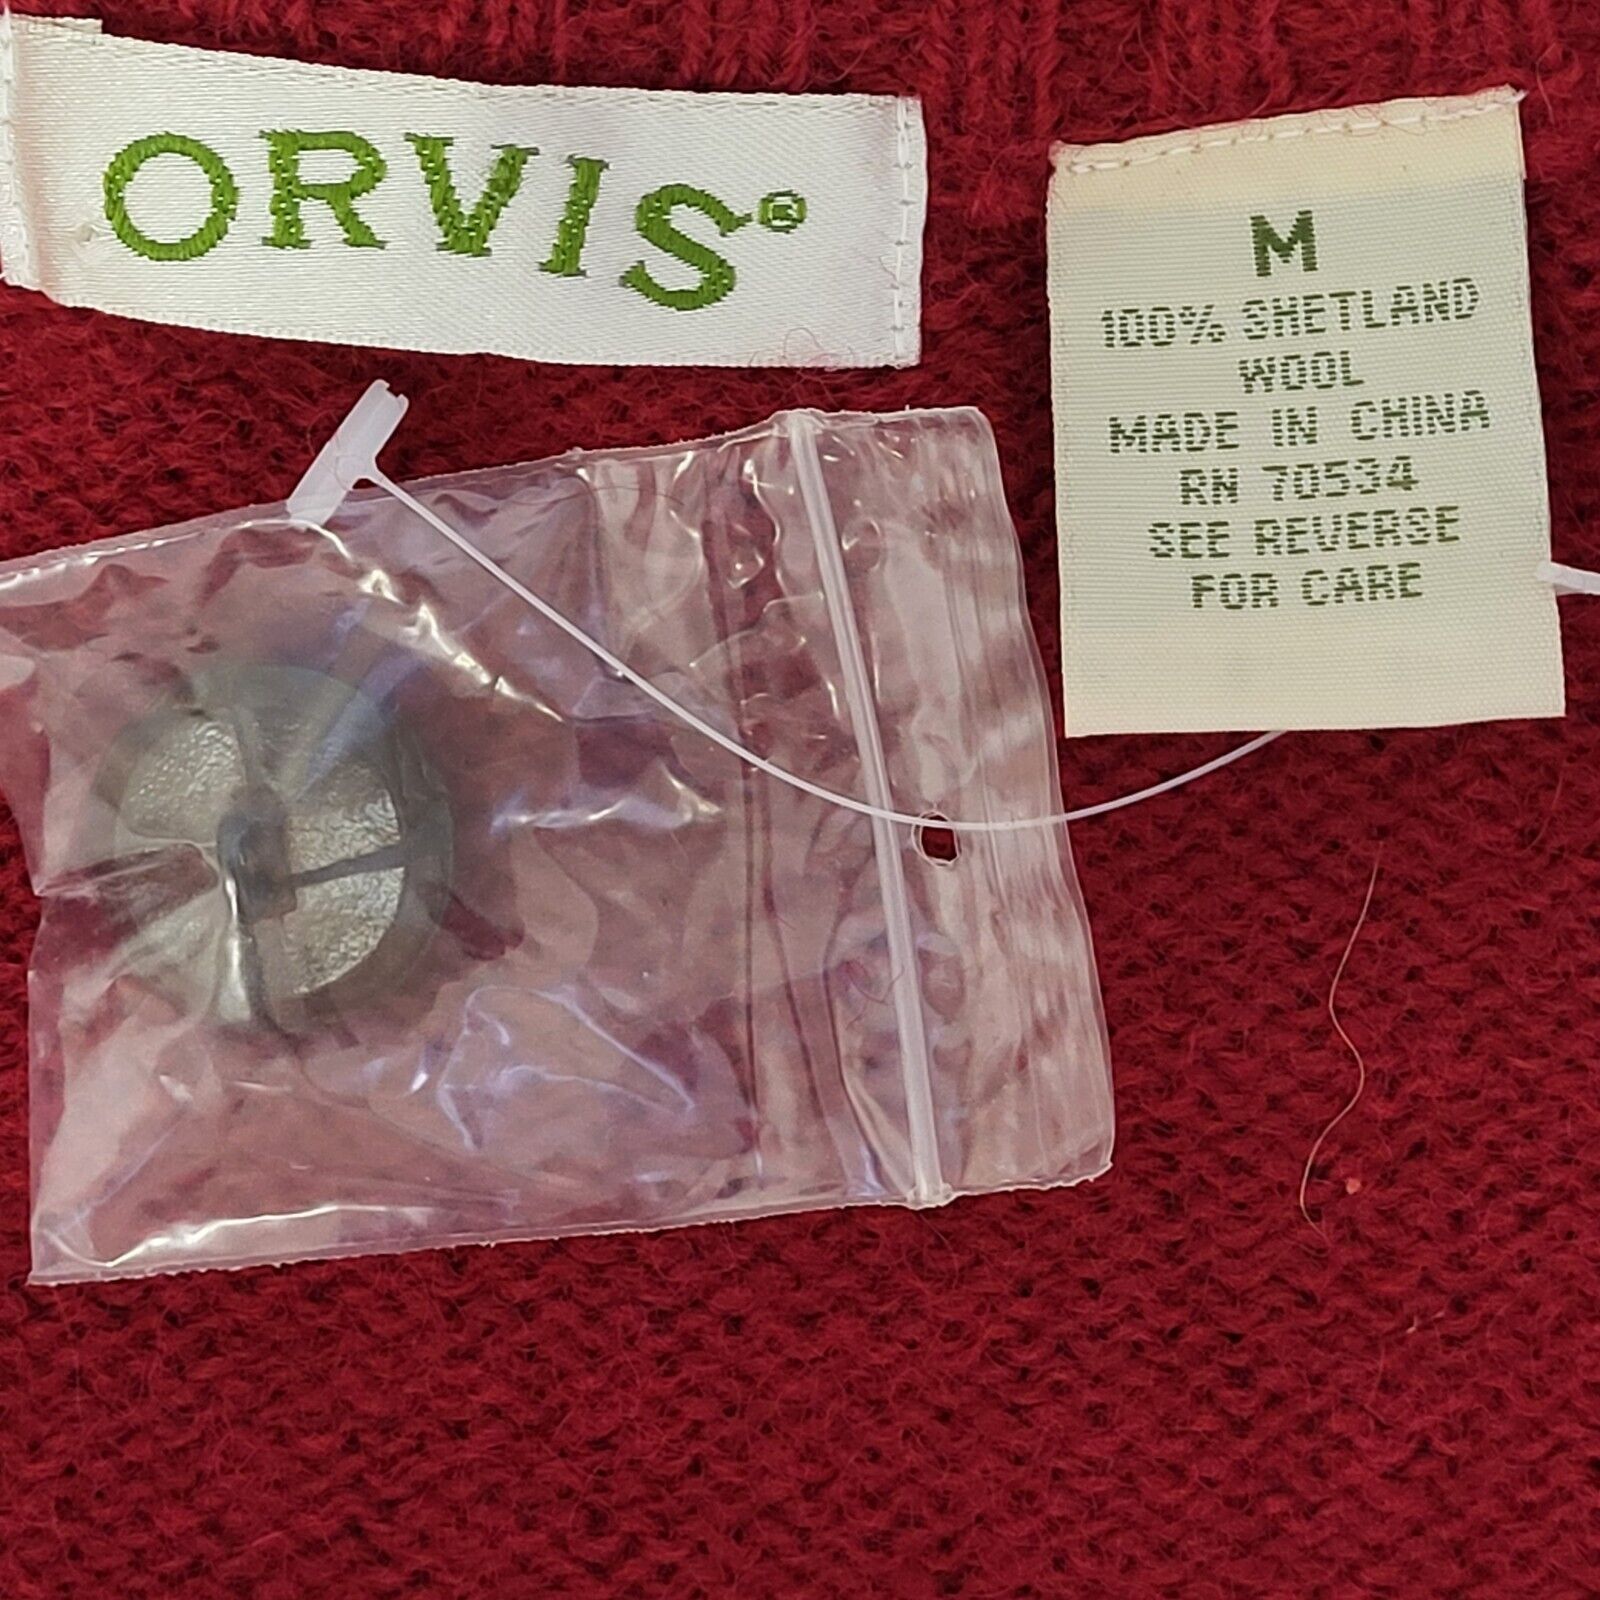 ORVIS®
M
100% SHETLAND
WOOL
MADE IN CHINA
RN 70534
SEE REVERSE
FOR CARE